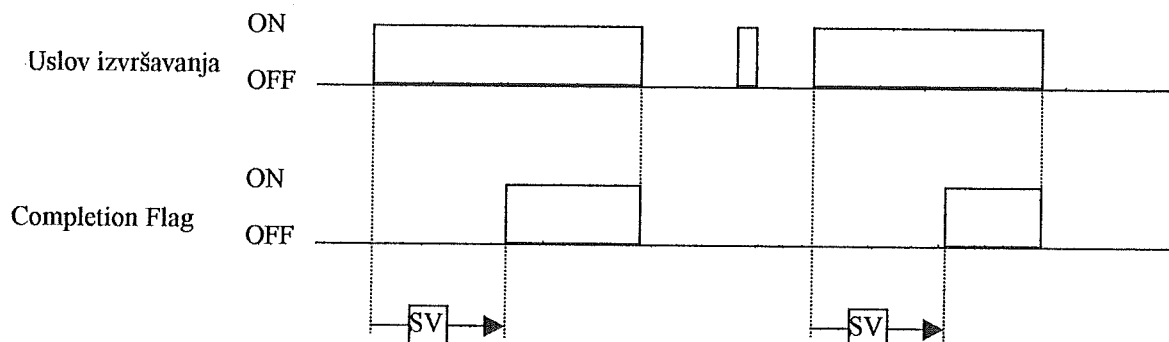 ON
Uslov izvršavanja
OFF
ON
Completion Flag
OFF
SV
SV